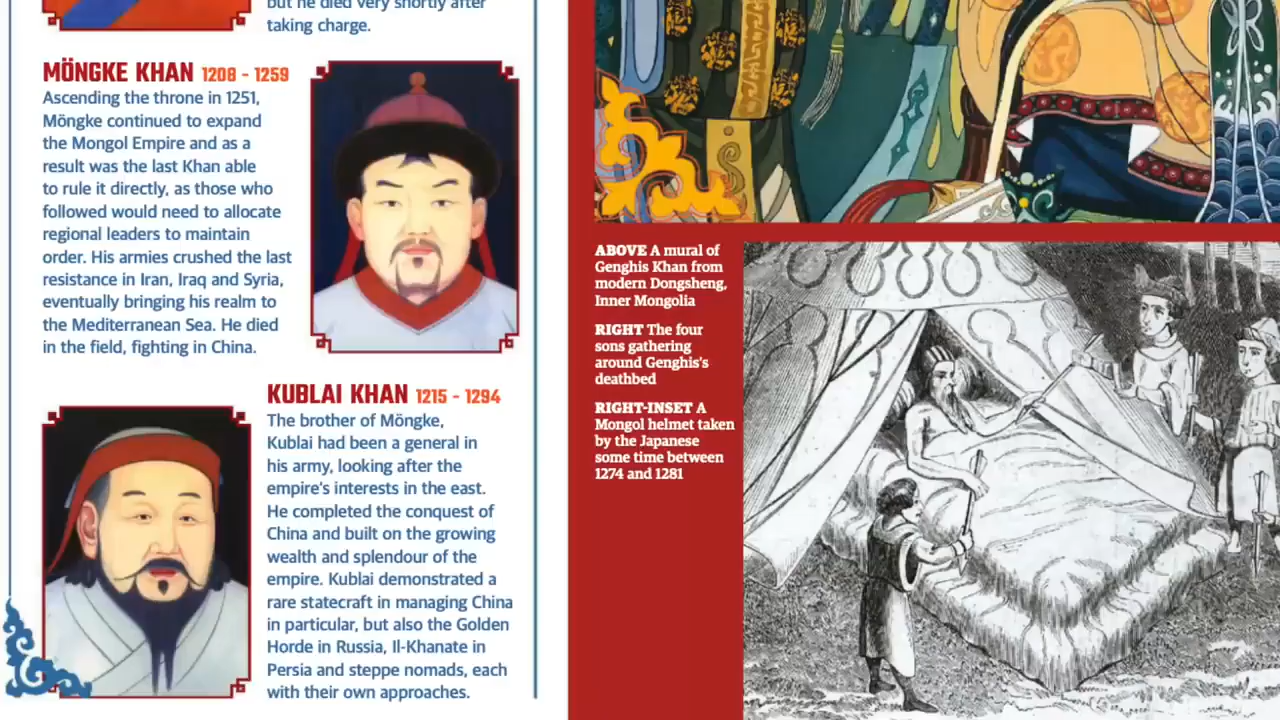 but he died very shortly after
taking charge.
MÖNGKE KHAN 1208 - 1259
Ascending the throne in 1251,
Möngke continued to expand
the Mongol Empire and as a
result was the last Khan able
to rule it directly, as those who
followed would need to allocate
regional leaders to maintain
order. His armies crushed the last
resistance in Iran, Iraq and Syria,
eventually bringing his realm to
the Mediterranean Sea. He died
in the field, fighting in China.
KUBLAI KHAN 1215 - 1294
The brother of Möngke,
Kublai had been a general in
his army, looking after the
empire's interests in the east.
He completed the conquest of
China and built on the growing
wealth and splendour of the
empire. Kublai demonstrated a
rare statecraft in managing China
in particular, but also the Golden
Horde in Russia, Il-Khanate in
Persia and steppe nomads, each
with their own approaches.
ABOVE A mural of
Genghis Khan from
modern Dongsheng,
Inner Mongolia
RIGHT The four
sons gathering
around Genghis's
deathbed
RIGHT-INSET A
Mongol helmet taken
by the Japanese
some time between
1274 and 1281